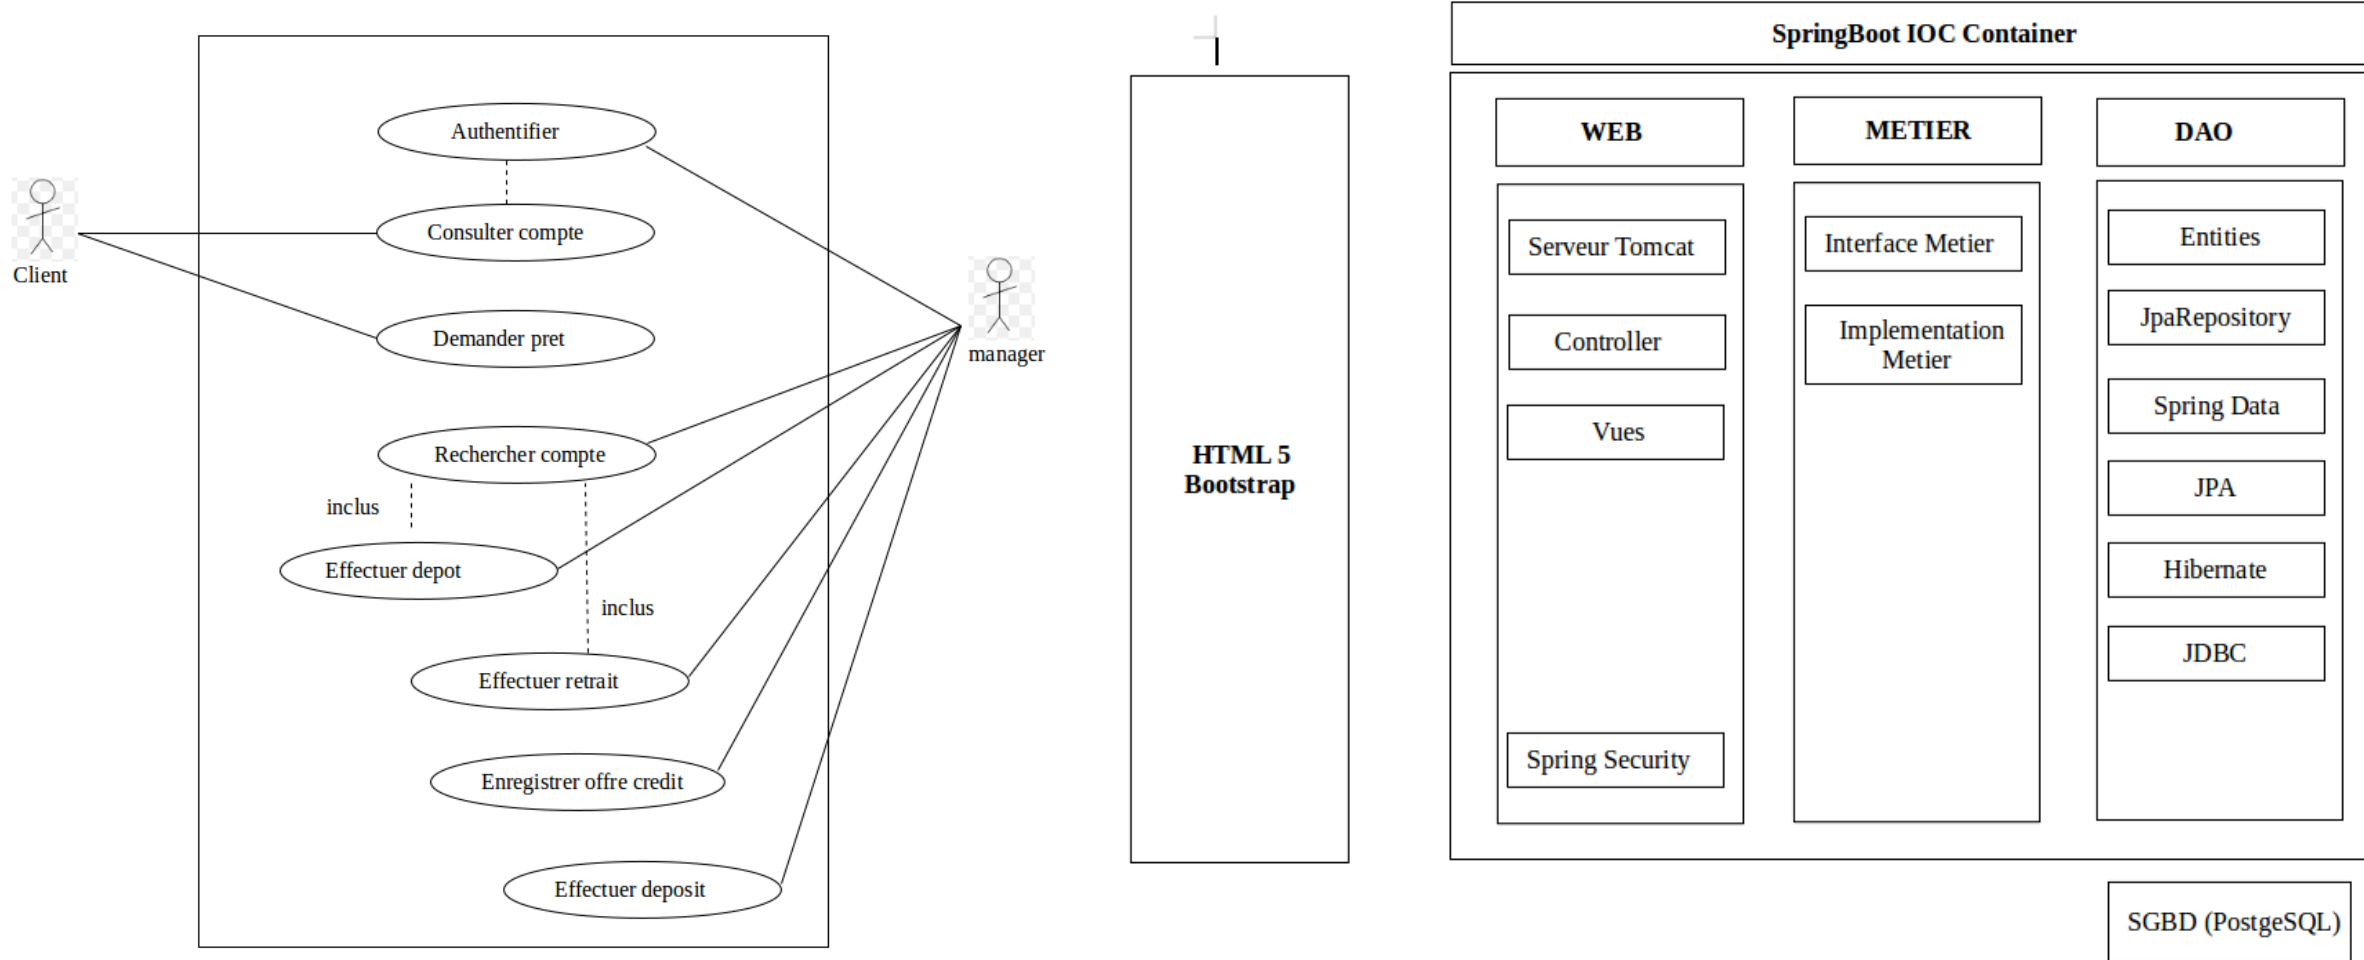 Authentifier
Consulter compte
Client
Demander pret
manager
Rechercher compte
inclus
Effectuer depot
inclus
Effectuer retrait
Enregistrer offre credit
Effectuer deposit
HTML 5
Bootstrap
SpringBoot IOC Container
WEB
Serveur Tomcat
Controller
Vues
Spring Security
METIER
Interface Metier
Implementation
Metier
DAO
Entities
JpaRepository
Spring Data
JPA
Hibernate
JDBC
SGBD (PostgeSQL)